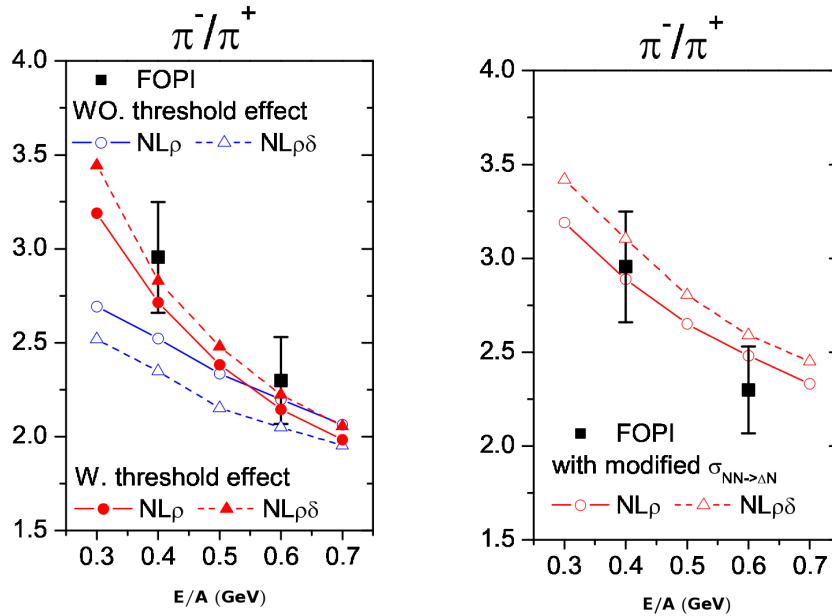 π⁻/π⁺
4.0
3.5
3.0
2.5
2.0
1.5
FOPI
WO. threshold effect
NLρ NLρδ
W. threshold effect
NLρ NLρδ
0.3 0.4 0.5 0.6 0.7
E/A (GeV)
π⁻/π⁺
4.0
3.5
3.0
2.5
2.0
1.5
FOPI
with modified σ_NN->ΔN
NLρ NLρδ
0.3 0.4 0.5 0.6 0.7
E/A (GeV)